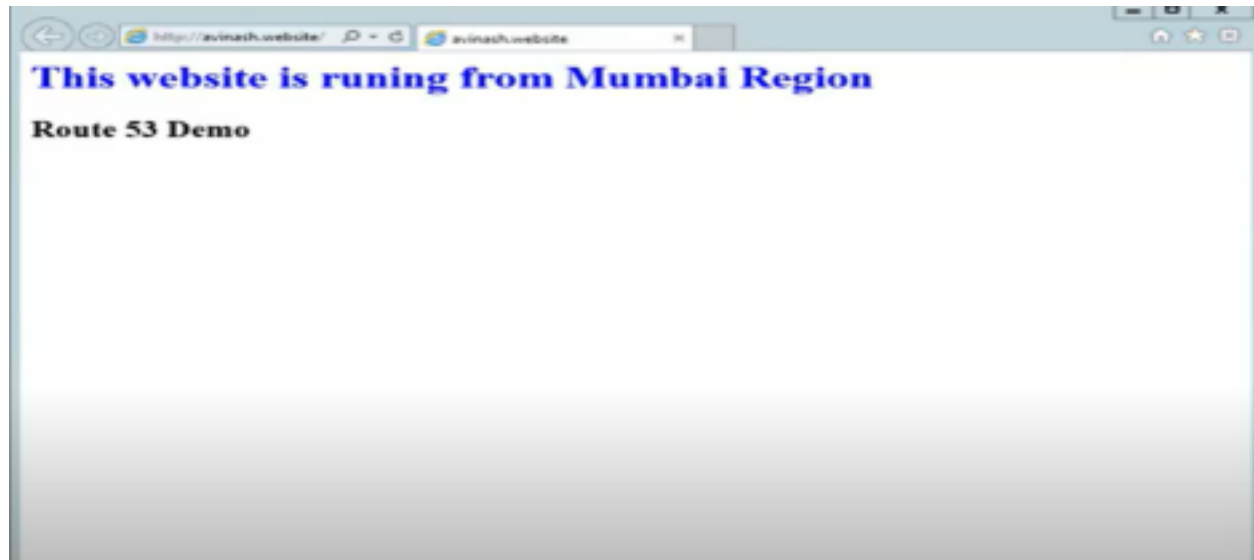 http://avinash.website/
avinash.website
This website is runing from Mumbai Region
Route 53 Demo